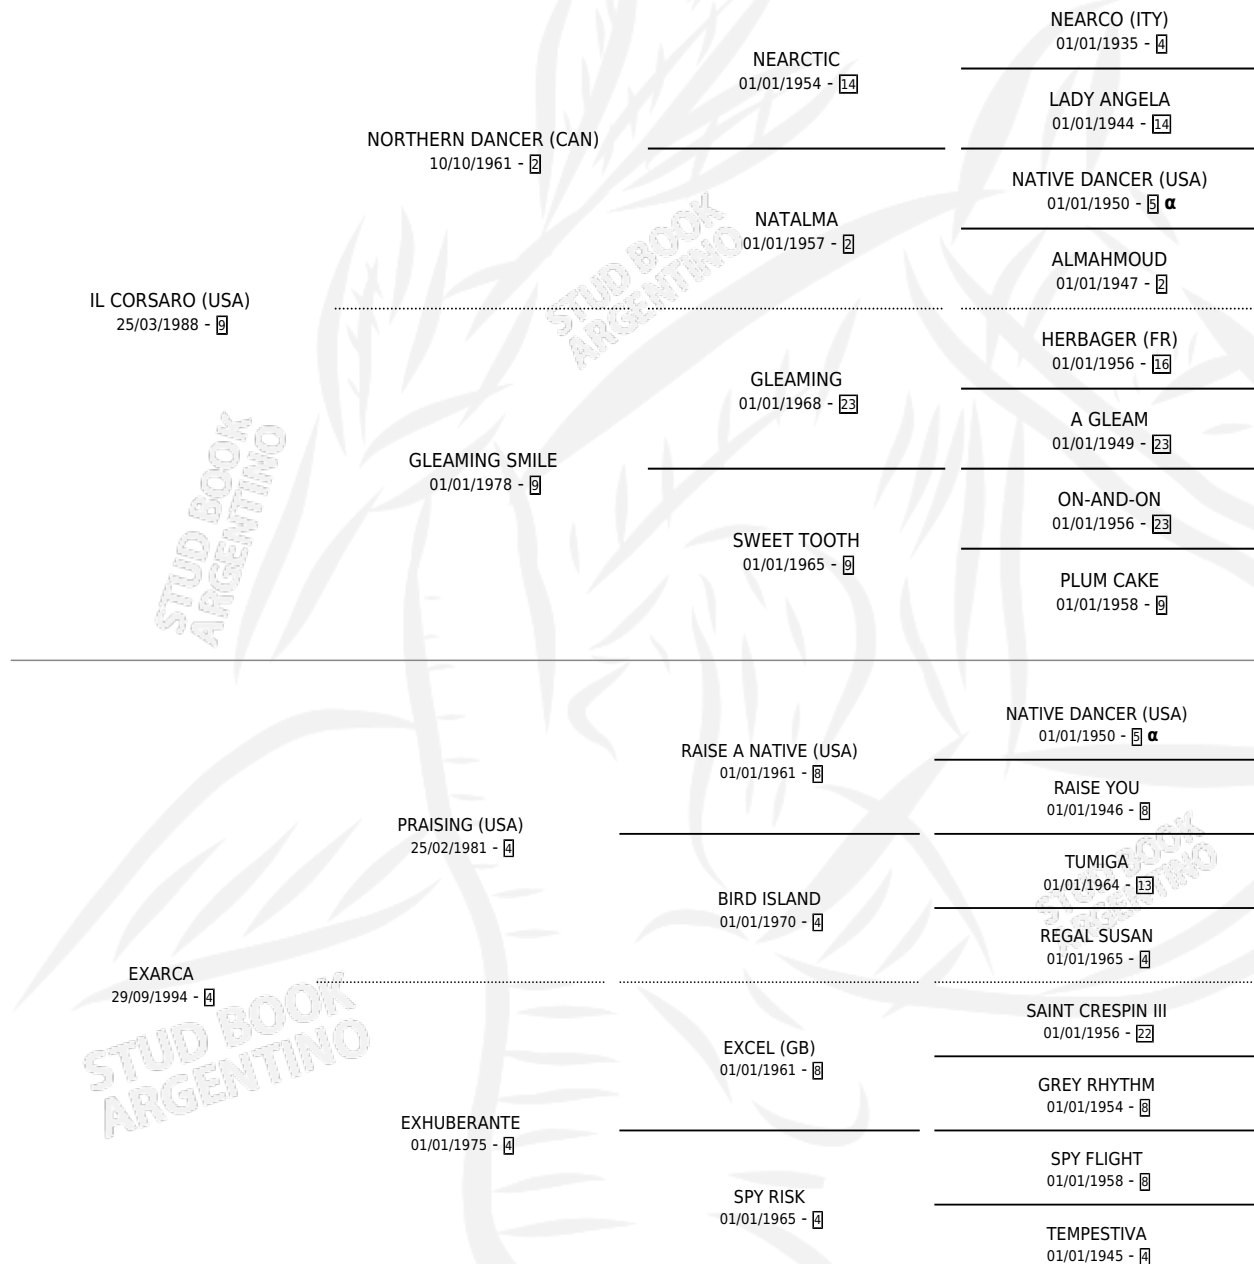 NEARCO (ITY)
01/01/1935 - 4
NEARCTIC
01/01/1954 - 14
LADY ANGELA
01/01/1944 - 14
NORTHERN DANCER (CAN)
10/10/1961 - 2
NATIVE DANCER (USA)
01/01/1950 - 5 α
NATALMA
01/01/1957 - 2
ALMAHMOUD
01/01/1947 - 2
IL CORSARO (USA)
25/03/1988 - 9
STUD BOOK
ARGENTINO
HERBAGER (FR)
01/01/1956 - 16
GLEAMING
01/01/1968 - 23
A GLEAM
01/01/1949 - 23
GLEAMING SMILE
01/01/1978 - 9
STUD BOOK
ARGENTINO
ON-AND-ON
01/01/1956 - 23
SWEET TOOTH
01/01/1965 - 9
PLUM CAKE
01/01/1958 - 9
NATIVE DANCER (USA)
01/01/1950 - 5 α
RAISE A NATIVE (USA)
01/01/1961 - 8
RAISE YOU
01/01/1946 - 8
PRAISING (USA)
25/02/1981 - 4
TUMIGA
01/01/1964 - 13
STUD BOOK
ARGENTINO
BIRD ISLAND
01/01/1970 - 4
REGAL SUSAN
01/01/1965 - 4
EXARCA
29/09/1994 - 4
STUD BOOK
ARGENTINO
SAINT CRESPIN III
01/01/1956 - 22
EXCEL (GB)
01/01/1961 - 8
GREY RHYTHM
01/01/1954 - 8
EXHUBERANTE
01/01/1975 - 4
SPY FLIGHT
01/01/1958 - 8
SPY RISK
01/01/1965 - 4
TEMPESTIVA
01/01/1945 - 4